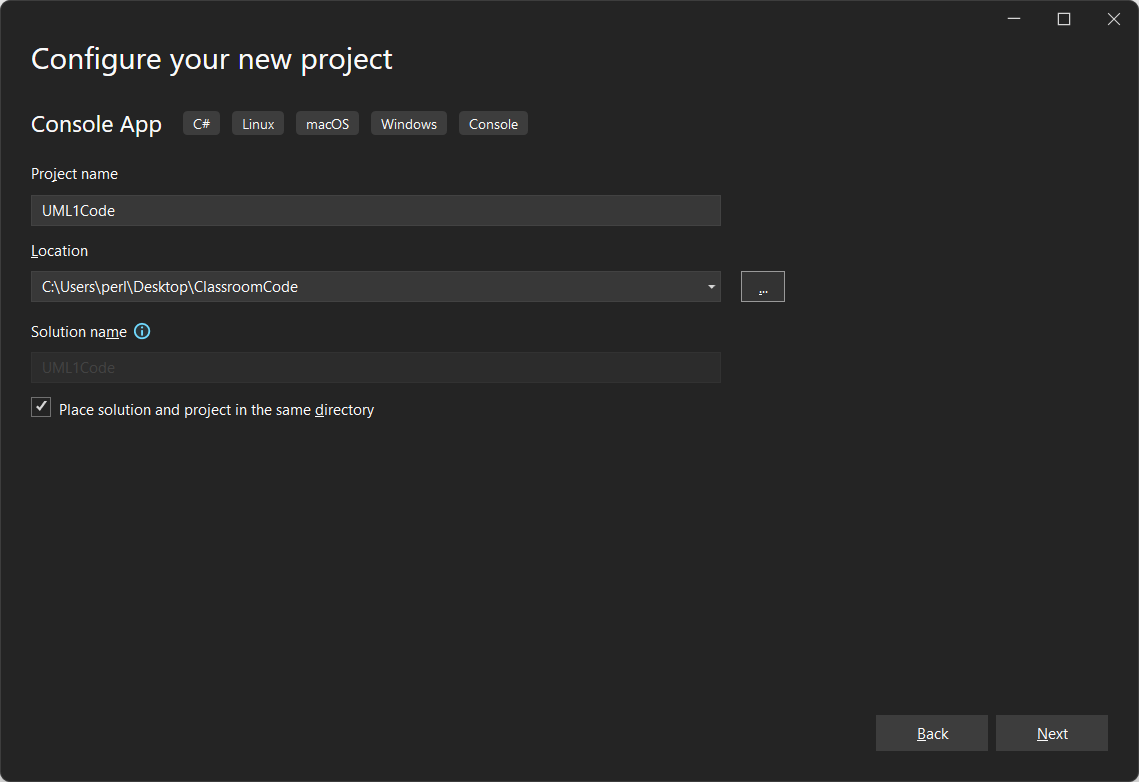 Configure your new project
Console App C# Linux macOS Windows Console
Project name
UML1Code
Location
C:\Users\perl\Desktop\ClassroomCode
...
Solution name
UML1Code
Place solution and project in the same directory
Back Next